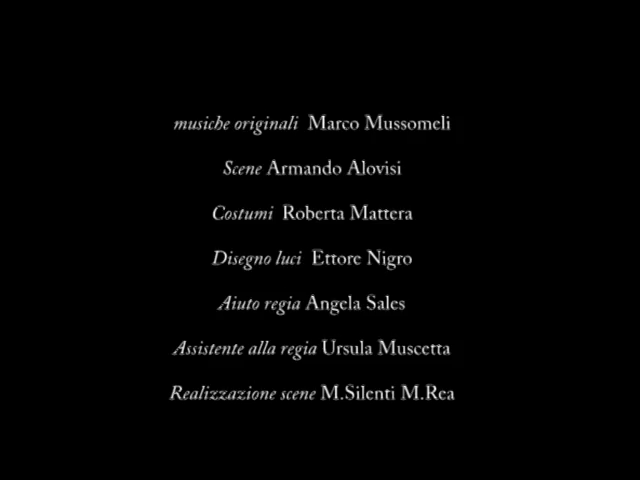 musiche originali Marco Mussomeli
Scene Armando Alovisi
Costumi Roberta Mattera
Disegno luci Ettore Nigro
Aiuto regia Angela Sales
Assistente alla regia Ursula Muscetta
Realizzazione scene M.Silenti M.Rea